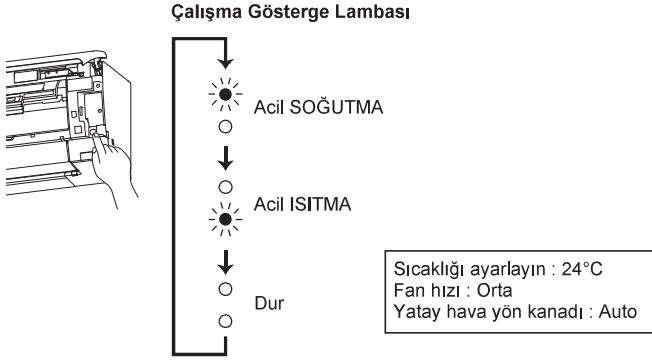 Çalışma Gösterge Lambası
Acil SOĞUTMA
Acil ISITMA
Dur
Sıcaklığı ayarlayın : 24°C
Fan hızı : Orta
Yatay hava yön kanadı : Auto